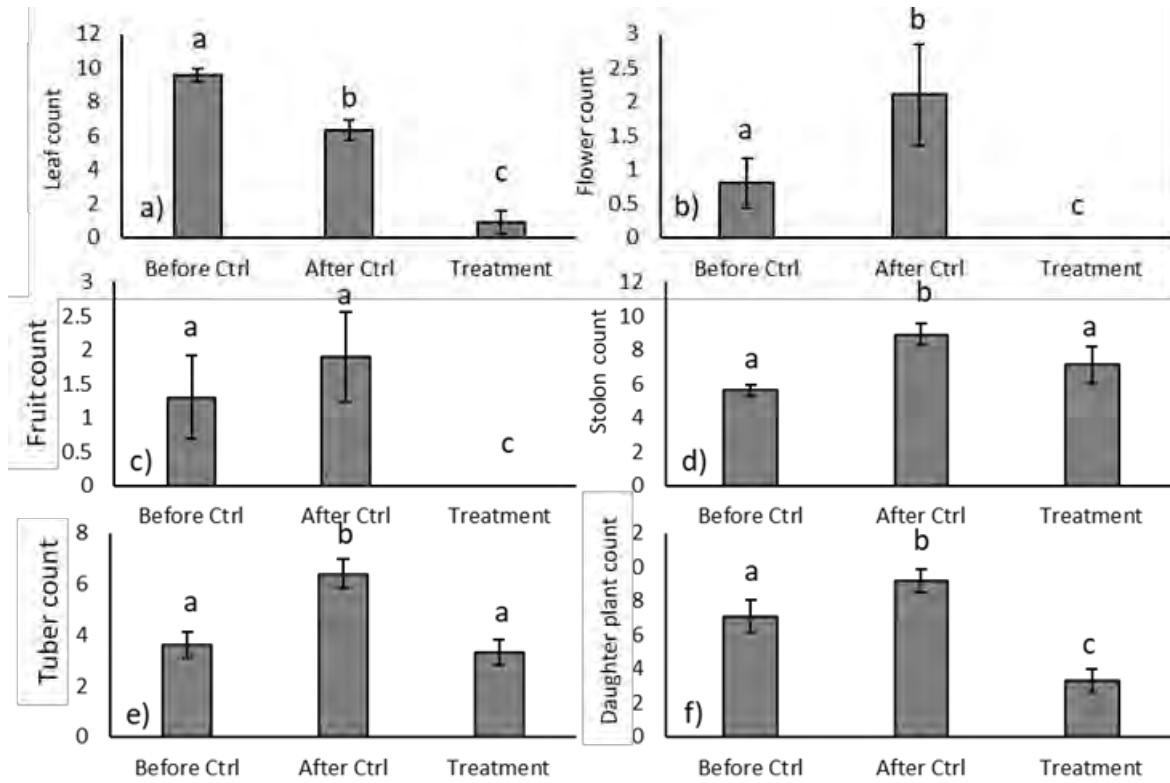 12
10
8
6
4
2
0
Leaf count
a)
a
b
c
Before Ctrl
After Ctrl
Treatment
3
2.5
2
1.5
1
0.5
0
Flower count
b)
a
b
c
Before Ctrl
After Ctrl
Treatment
3
2.5
2
1.5
1
0.5
0
Fruit count
c)
a
a
c
Before Ctrl
After Ctrl
Treatment
12
10
8
6
4
2
0
Stolon count
d)
a
b
a
Before Ctrl
After Ctrl
Treatment
8
6
4
2
0
Tuber count
e)
a
b
a
Before Ctrl
After Ctrl
Treatment
2
0
8
6
4
2
0
Daughter plant count
f)
a
b
c
Before Ctrl
After Ctrl
Treatment